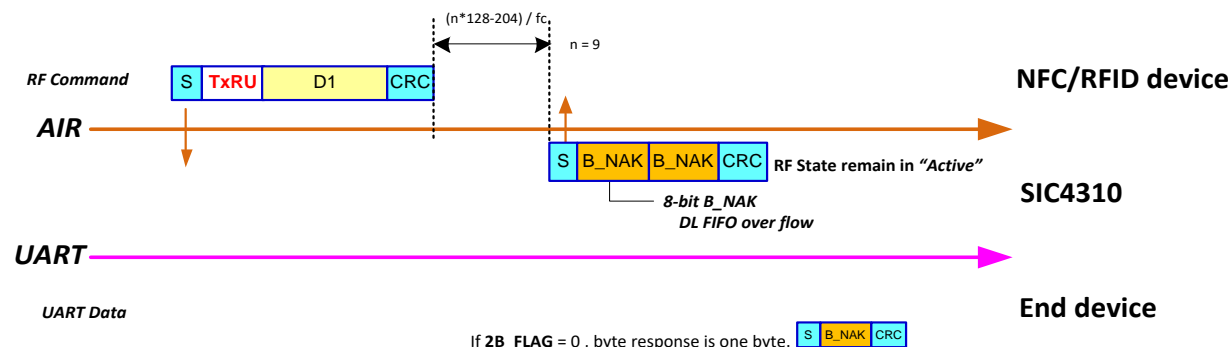 (n*128-204) / fc
n = 9
RF Command
S TxRU D1 CRC
NFC/RFID device
AIR
S B_NAK B_NAK CRC
RF State remain in "Active"
SIC4310
8-bit B_NAK
DL FIFO over flow
UART
End device
UART Data
If 2B_FLAG = 0 , byte response is one byte. S B_NAK CRC